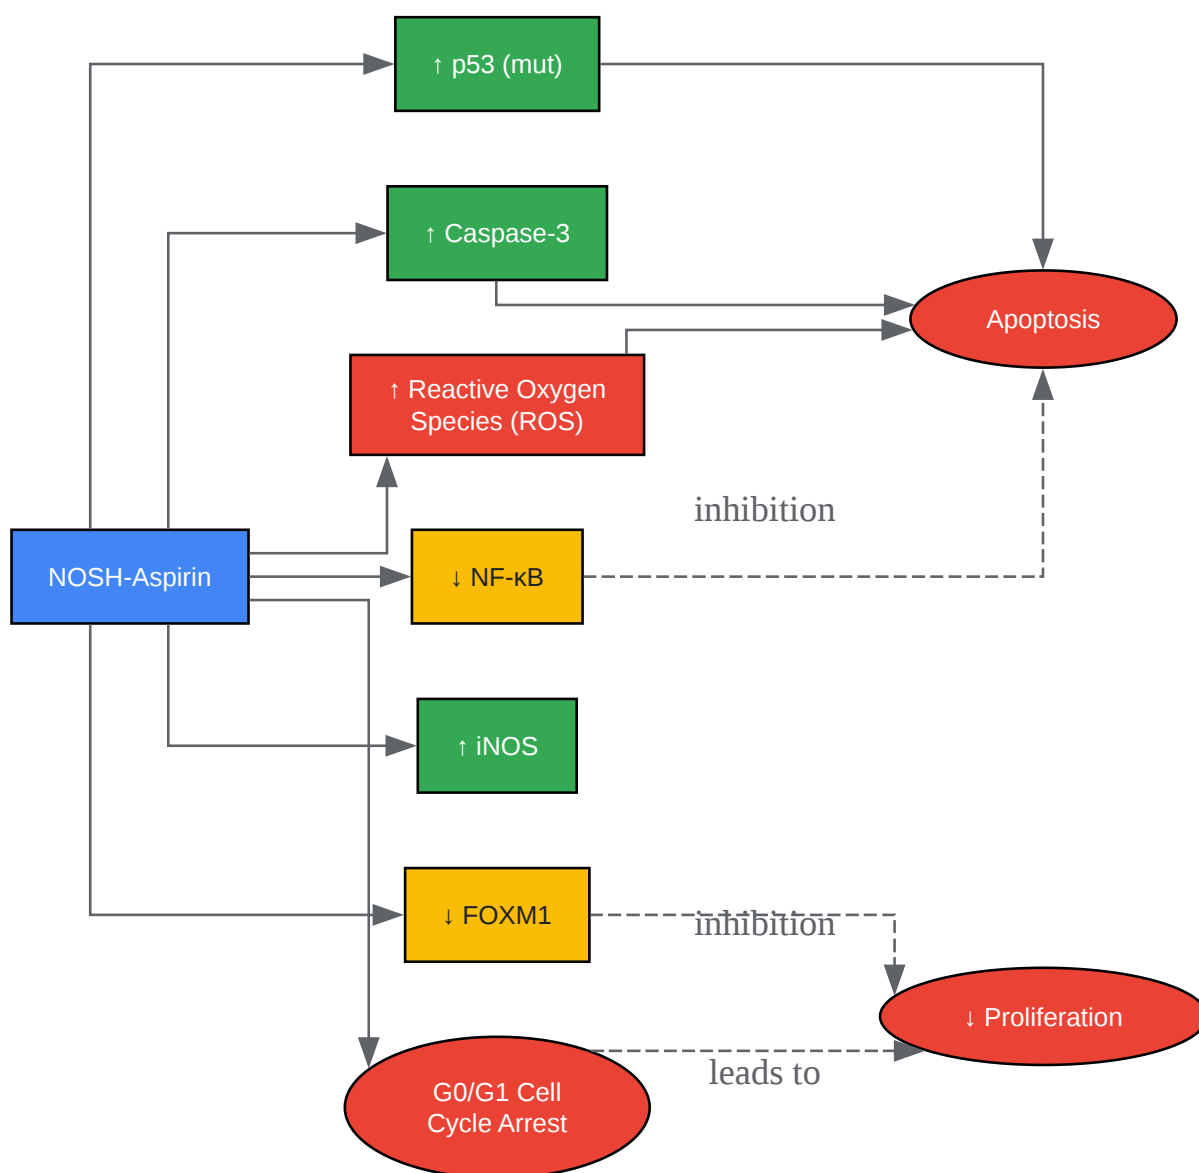 ↑ p53 (mut)
↑ Caspase-3
Apoptosis
↑ Reactive Oxygen
Species (ROS)
inhibition
NOSH-Aspirin
↓ NF-κB
↑ iNOS
↓ FOXM1
inhibition
↓ Proliferation
leads to
G0/G1 Cell
Cycle Arrest